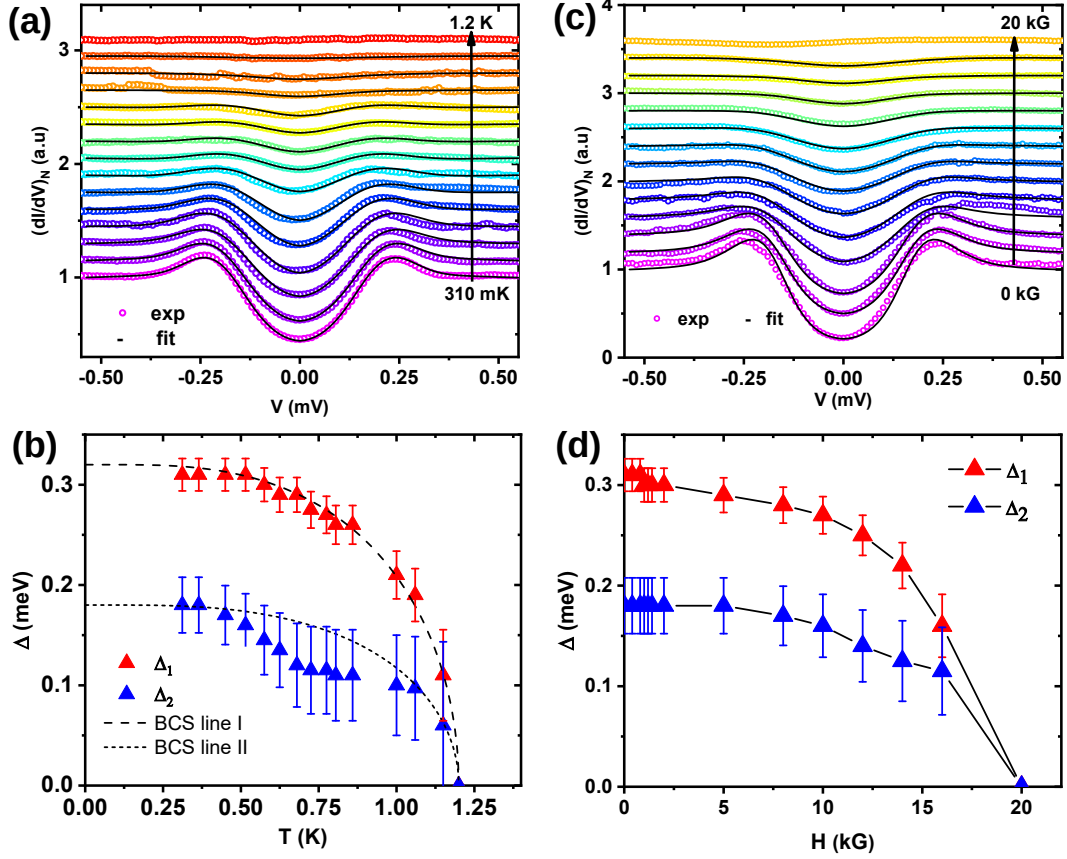 (a)
1.2 K
310 mK
exp
- fit
3
2
1
(dI/dV)N (a.u)
-0.50 -0.25 0.00 0.25 0.50
V (mV)
(c)
20 kG
0 kG
exp - fit
4
3
2
1
0
(dI/dV)N (a.u)
-0.50 -0.25 0.00 0.25 0.50
V (mV)
(b)
0.3
0.2
0.1
0.0
Δ (meV)
Δ1
Δ2
BCS line I
BCS line II
0.0 0.25 0.50 0.75 1.00 1.25
T (K)
(d)
Δ1
Δ2
0.3
0.2
0.1
0.0
Δ (meV)
0 5 10 15 20
H (kG)